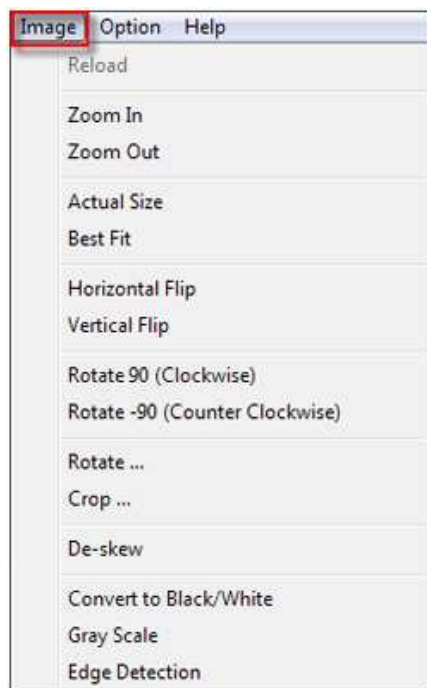 Image Option Help
Reload
Zoom In
Zoom Out
Actual Size
Best Fit
Horizontal Flip
Vertical Flip
Rotate 90 (Clockwise)
Rotate -90 (Counter Clockwise)
Rotate ...
Crop ...
De-skew
Convert to Black/White
Gray Scale
Edge Detection